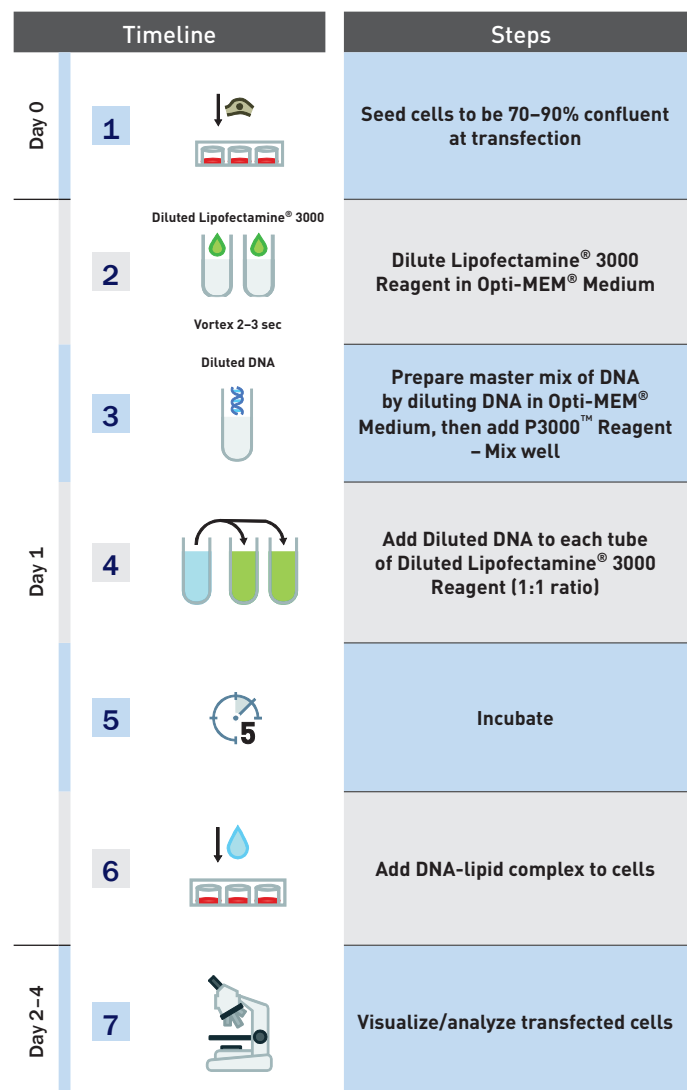 Timeline
Steps
Day 0
1
Seed cells to be 70–90% confluent
at transfection
Day 1
2
Diluted Lipofectamine® 3000
Vortex 2–3 sec
Dilute Lipofectamine® 3000
Reagent in Opti-MEM® Medium
3
Diluted DNA
Prepare master mix of DNA
by diluting DNA in Opti-MEM®
Medium, then add P3000™ Reagent
– Mix well
4
Add Diluted DNA to each tube
of Diluted Lipofectamine® 3000
Reagent (1:1 ratio)
5
5
Incubate
6
Add DNA-lipid complex to cells
Day 2–4
7
Visualize/analyze transfected cells